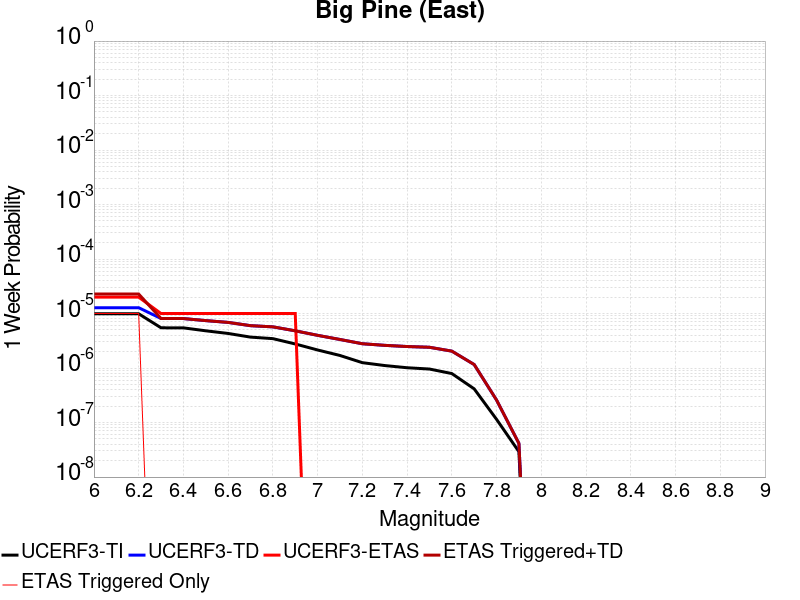 Big Pine (East)
10^0
10^-1
10^-2
10^-3
10^-4
10^-5
10^-6
10^-7
10^-8
1 Week Probability
6 6.2 6.4 6.6 6.8 7 7.2 7.4 7.6 7.8 8 8.2 8.4 8.6 8.8 9
Magnitude
UCERF3-TI UCERF3-TD UCERF3-ETAS ETAS Triggered+TD
ETAS Triggered Only